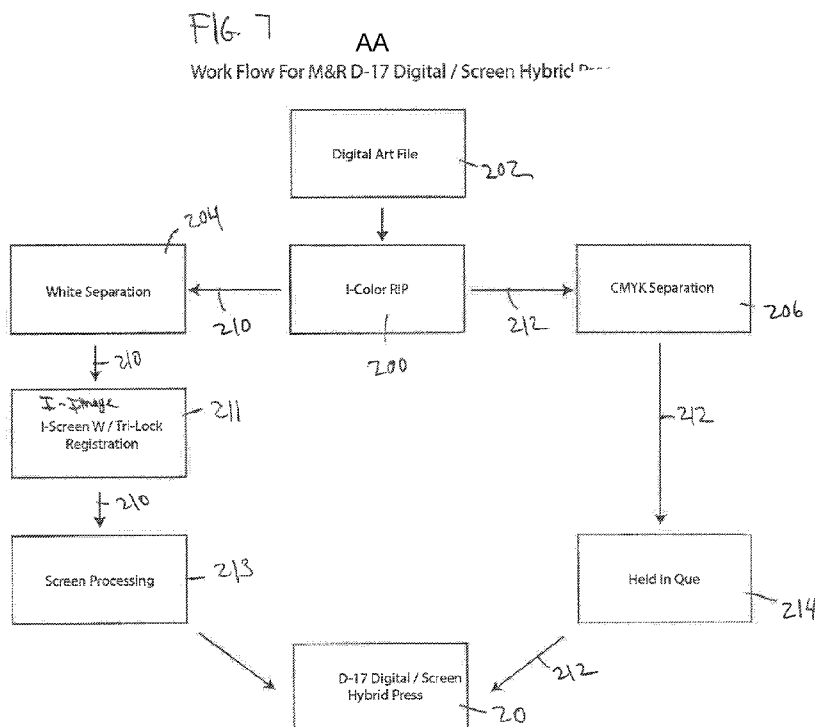 FIG. 7
AA
Work Flow For M&R D-17 Digital / Screen Hybrid
Digital Art File
202
204
White Separation
210
I-Color RIP
200
212
CMYK Separation
206
210
I-Image
I-Screen W / Tri-Lock
Registration
211
212
210
Screen Processing
213
Held In Que
214
D-17 Digital / Screen
Hybrid Press
20
212